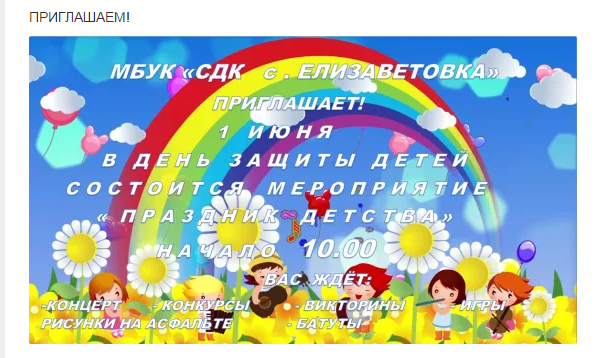 ПРИГЛАШАЕМ!
МБУК «СДК с . ЕЛИЗАВЕТОВКА»
ПРИГЛАШАЕТ!
1 ИЮНЯ
В ДЕНЬ ЗАЩИТЫ ДЕТЕЙ
СОСТОИТСЯ МЕРОПРИЯТИЕ
« ПРАЗДНИК ДЕТСТВА»
НАЧАЛО 10.00
ВАС ЖДЁТ:
-КОНЦЕРТ - КОНКУРСЫ - ВИКТОРИНЫ - ИГРЫ
РИСУНКИ НА АСФАЛЬТЕ - БАТУТЫ